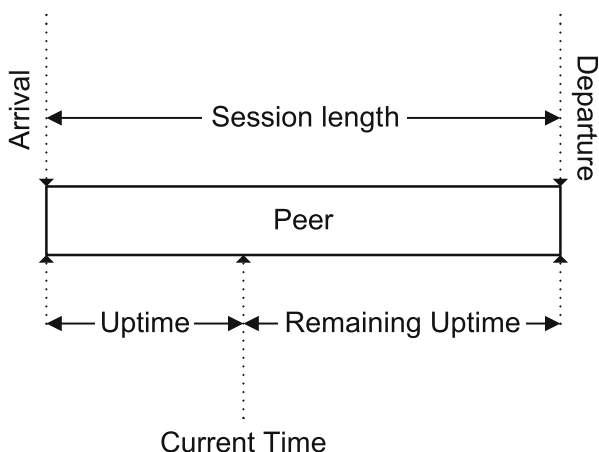 Arrival
Departure
Session length
Peer
Uptime
Remaining Uptime
Current Time